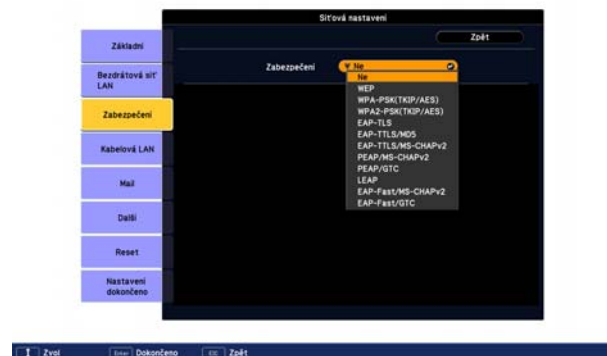 Síťová nastavení
Zpět
Základní
Bezdrátová síť
LAN
Zabezpečení
Kabelová LAN
Mail
Další
Reset
Nastavení
dokončeno
Zabezpečení
Ne
Ne
WEP
WPA-PSK(TKIP/AES)
WPA2-PSK(TKIP/AES)
EAP-TLS
EAP-TTLS/MD5
EAP-TTLS/MS-CHAPv2
PEAP/MS-CHAPv2
PEAP/GTC
LEAP
EAP-Fast/MS-CHAPv2
EAP-Fast/GTC
Zvol Enter Dokončeno ESC Zpět